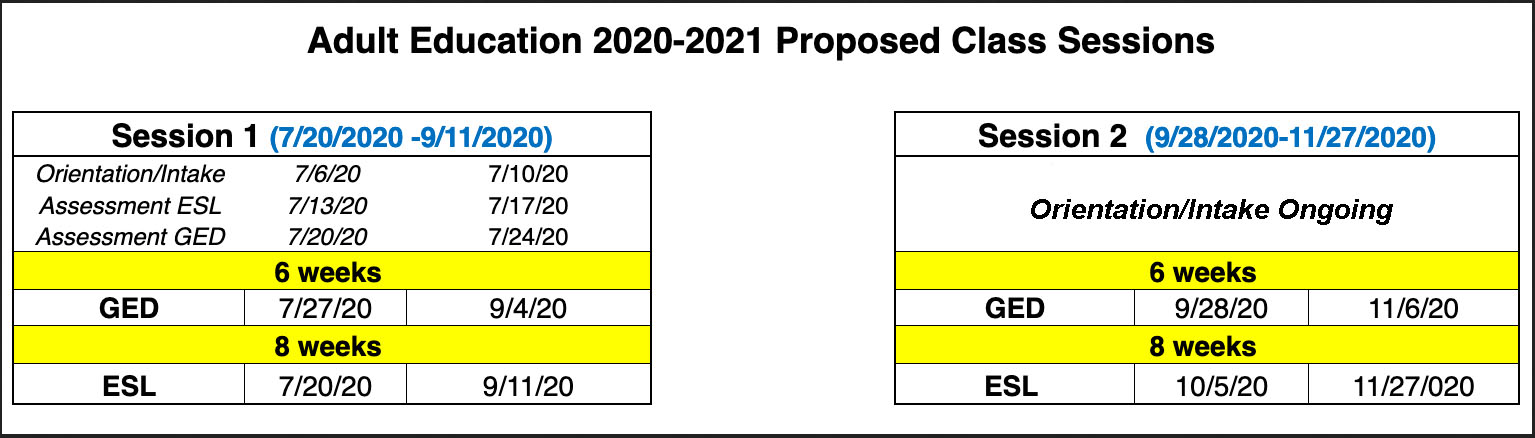 Adult Education 2020-2021 Proposed Class Sessions
Session 1 (7/20/2020 -9/11/2020)
Orientation/Intake 7/6/20 7/10/20
Assessment ESL 7/13/20 7/17/20
Assessment GED 7/20/20 7/24/20
6 weeks
GED 7/27/20 9/4/20
8 weeks
ESL 7/20/20 9/11/20
Session 2 (9/28/2020-11/27/2020)
Orientation/Intake Ongoing
6 weeks
GED 9/28/20 11/6/20
8 weeks
ESL 10/5/20 11/27/020